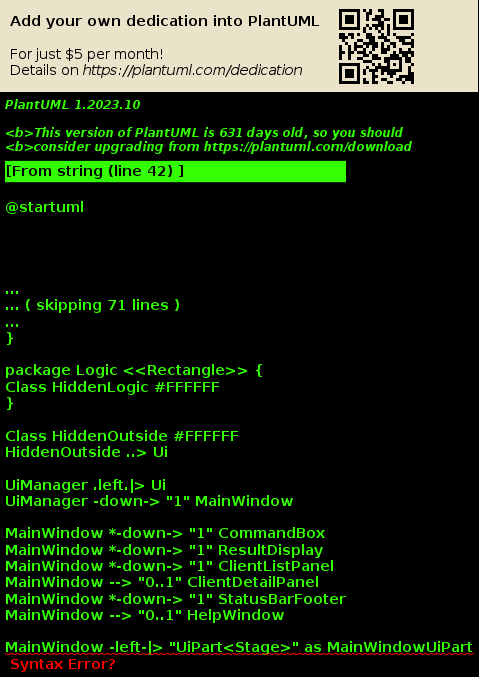 Add your own dedication into PlantUML
For just $5 per month!
Details on https://plantuml.com/dedication
PlantUML 1.2023.10
<b>This version of PlantUML is 631 days old, so you should
<b>consider upgrading from https://plantuml.com/download
[From string (line 42) ]
@startuml
...
... ( skipping 71 lines )
...
}
package Logic <<Rectangle>> {
Class HiddenLogic #FFFFFF
}
Class HiddenOutside #FFFFFF
HiddenOutside ..> Ui
UiManager .left.|> Ui
UiManager -down-> "1" MainWindow
MainWindow *-down-> "1" CommandBox
MainWindow *-down-> "1" ResultDisplay
MainWindow *-down-> "1" ClientListPanel
MainWindow --> "0..1" ClientDetailPanel
MainWindow *-down-> "1" StatusBarFooter
MainWindow --> "0..1" HelpWindow
MainWindow -left-|> "UiPart<Stage>" as MainWindowUiPart
Syntax Error?